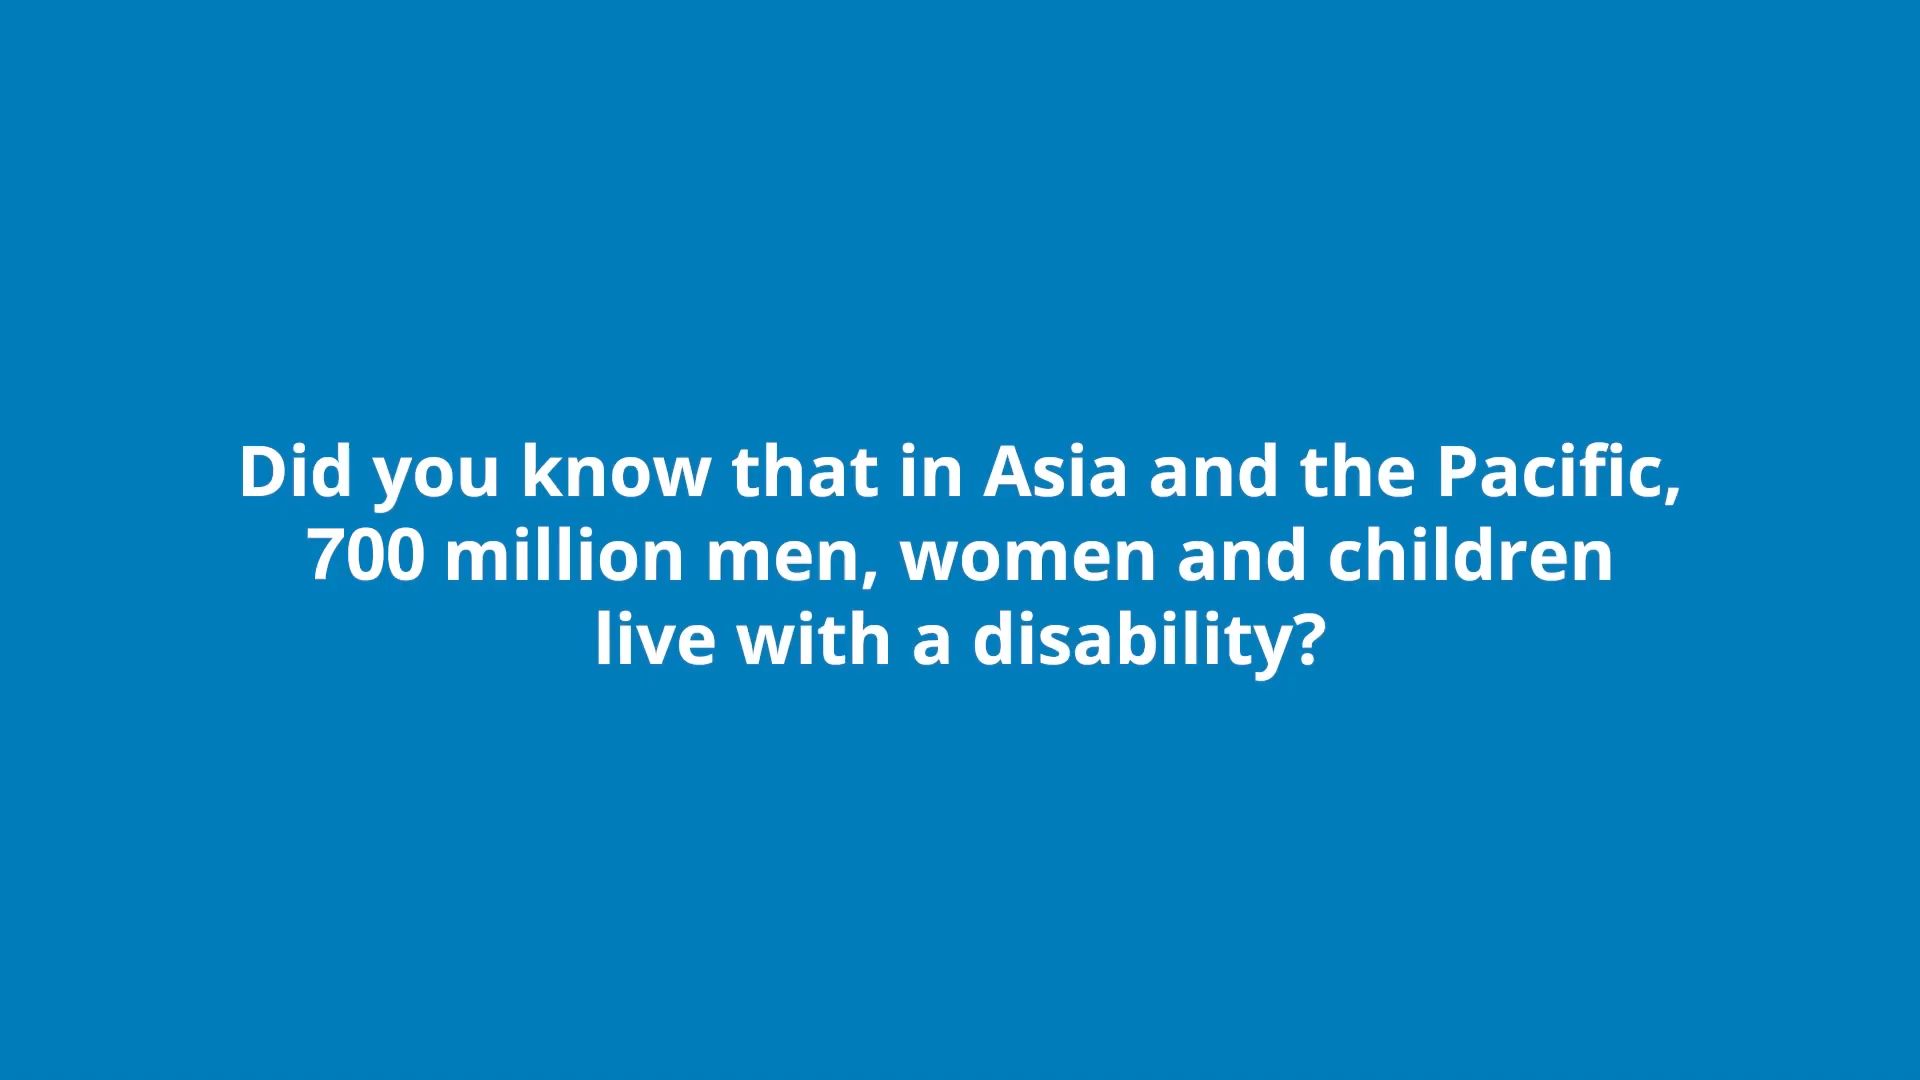 Did you know that in Asia and the Pacific,
700 million men, women and children
live with a disability?